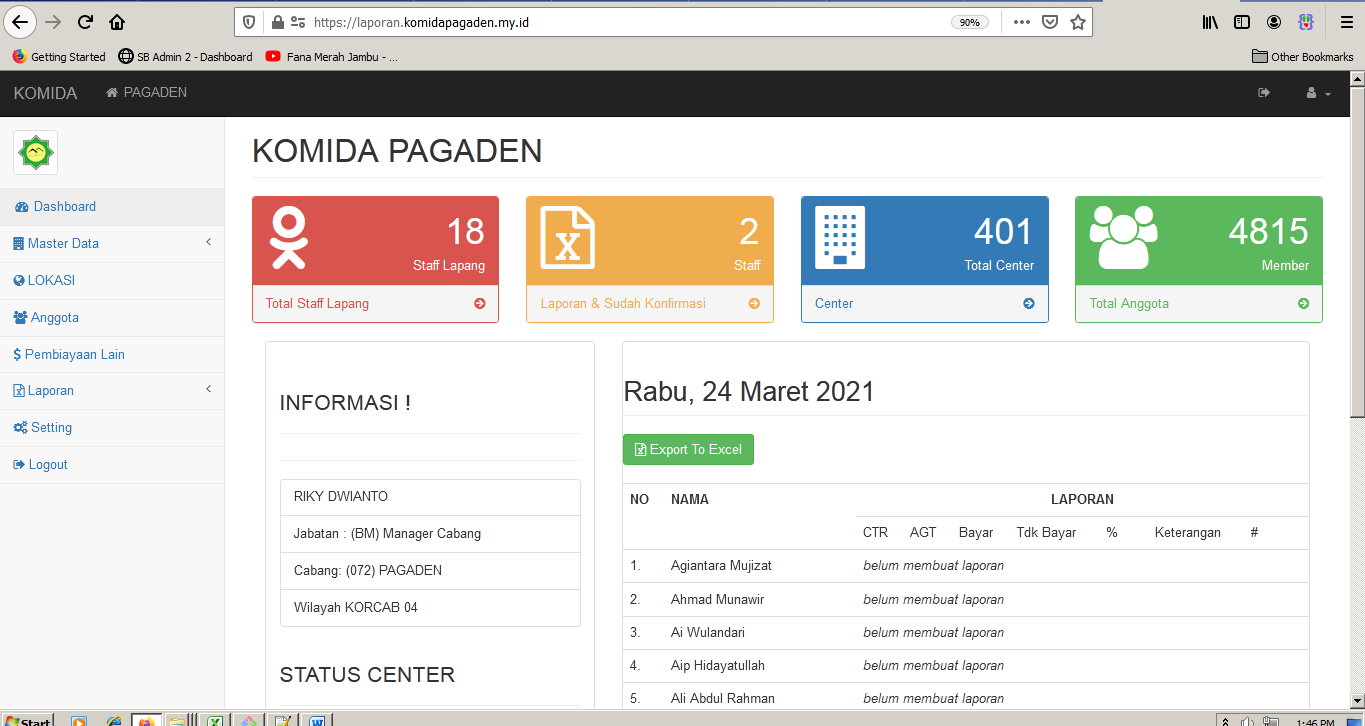 https://laporan.komidapagaden.my.id
90%
Getting Started
SB Admin 2 - Dashboard
Fana Merah Jambu - ...
Other Bookmarks
KOMIDA
PAGADEN
Dashboard
Master Data
LOKASI
Anggota
Pembiayaan Lain
Laporan
Setting
Logout
KOMIDA PAGADEN
18
Staff Lapang
Total Staff Lapang
2
Staff
Laporan & Sudah Konfirmasi
401
Total Center
Center
4815
Member
Total Anggota
INFORMASI !
RIKY DWIANTO
Jabatan : (BM) Manager Cabang
Cabang: (072) PAGADEN
Wilayah KORCAB 04
STATUS CENTER
Rabu, 24 Maret 2021
Export To Excel
NO NAMA LAPORAN
CTR AGT Bayar Tdk Bayar % Keterangan #
1. Agiantara Mujizat belum membuat laporan
2. Ahmad Munawir belum membuat laporan
3. Ai Wulandari belum membuat laporan
4. Aip Hidayatullah belum membuat laporan
5. Ali Abdul Rahman belum membuat laporan
Start
1:46 PM